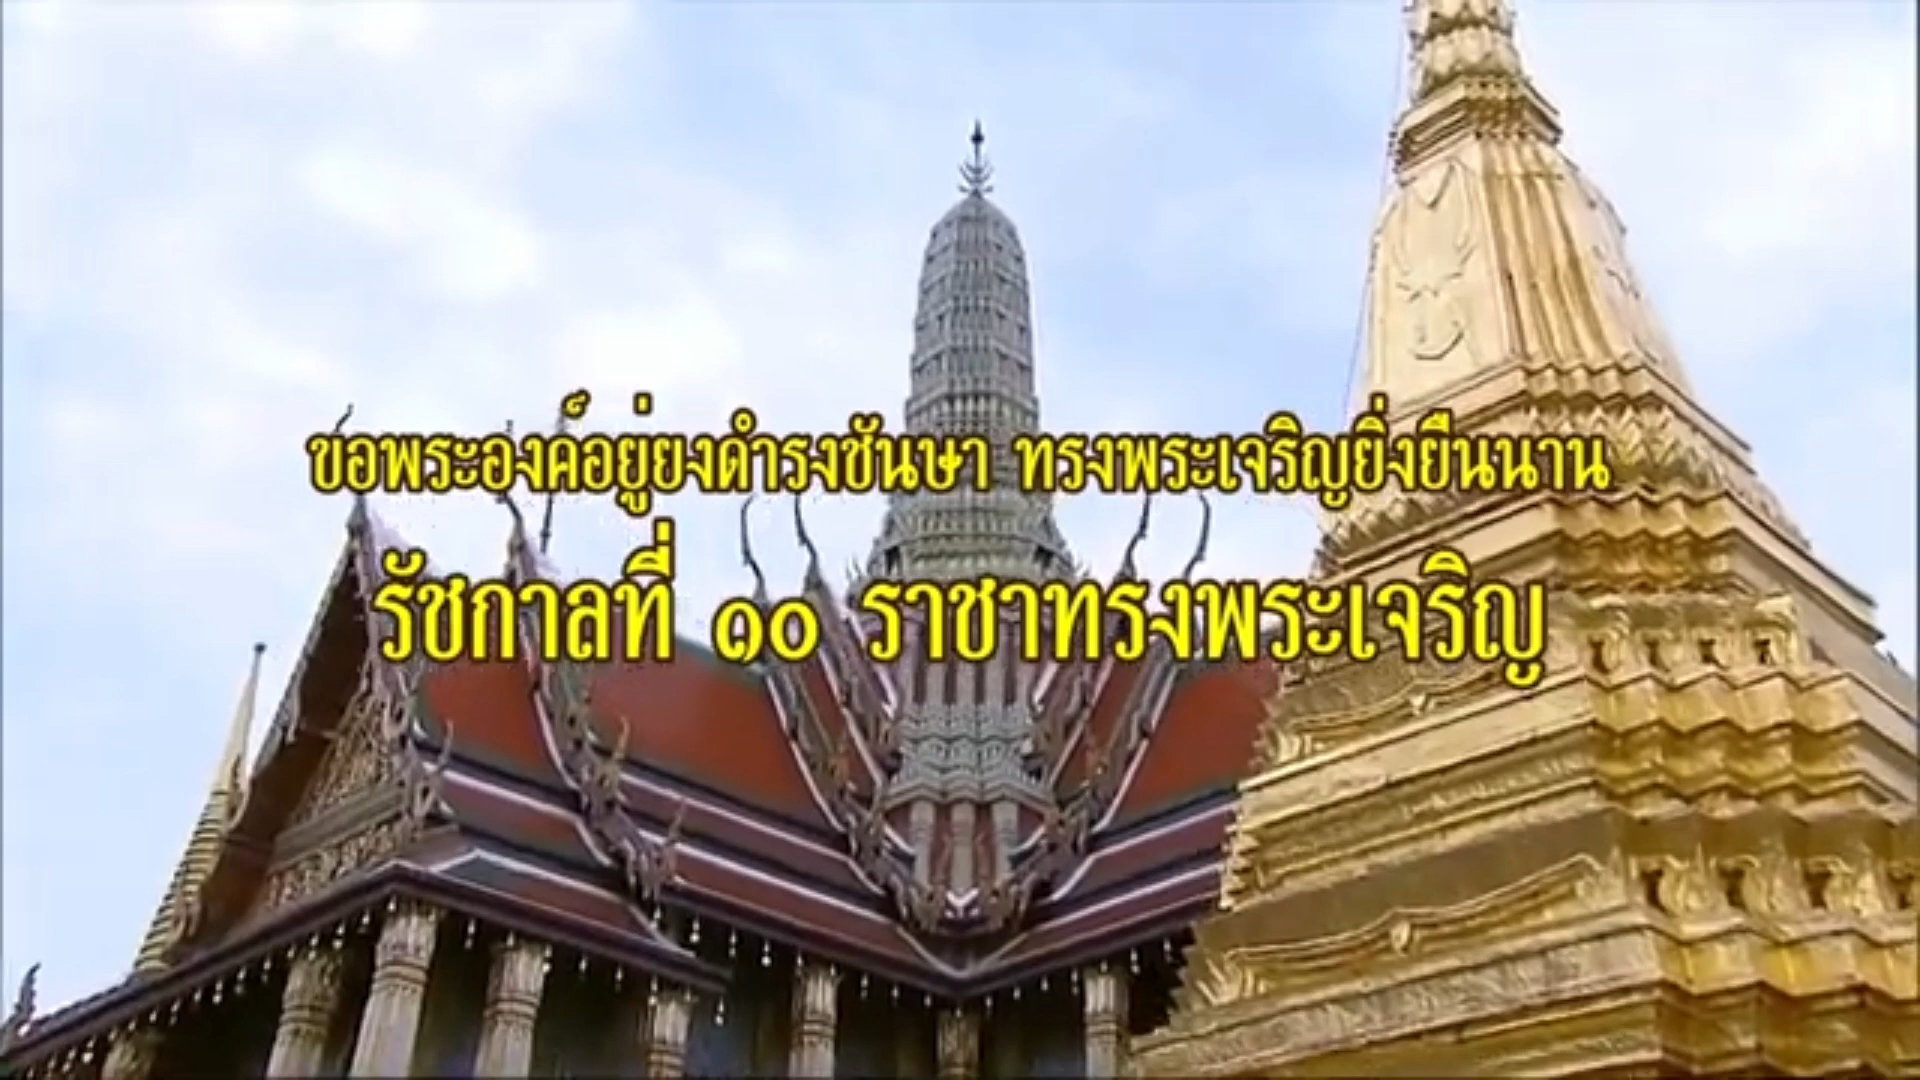 ขอพระองค์อยู่ยงดำรงชันษา ทรงพระเจริญยิ่งยืนนาน
รัชกาลที่ ๑๐ ราชาทรงพระเจริญ